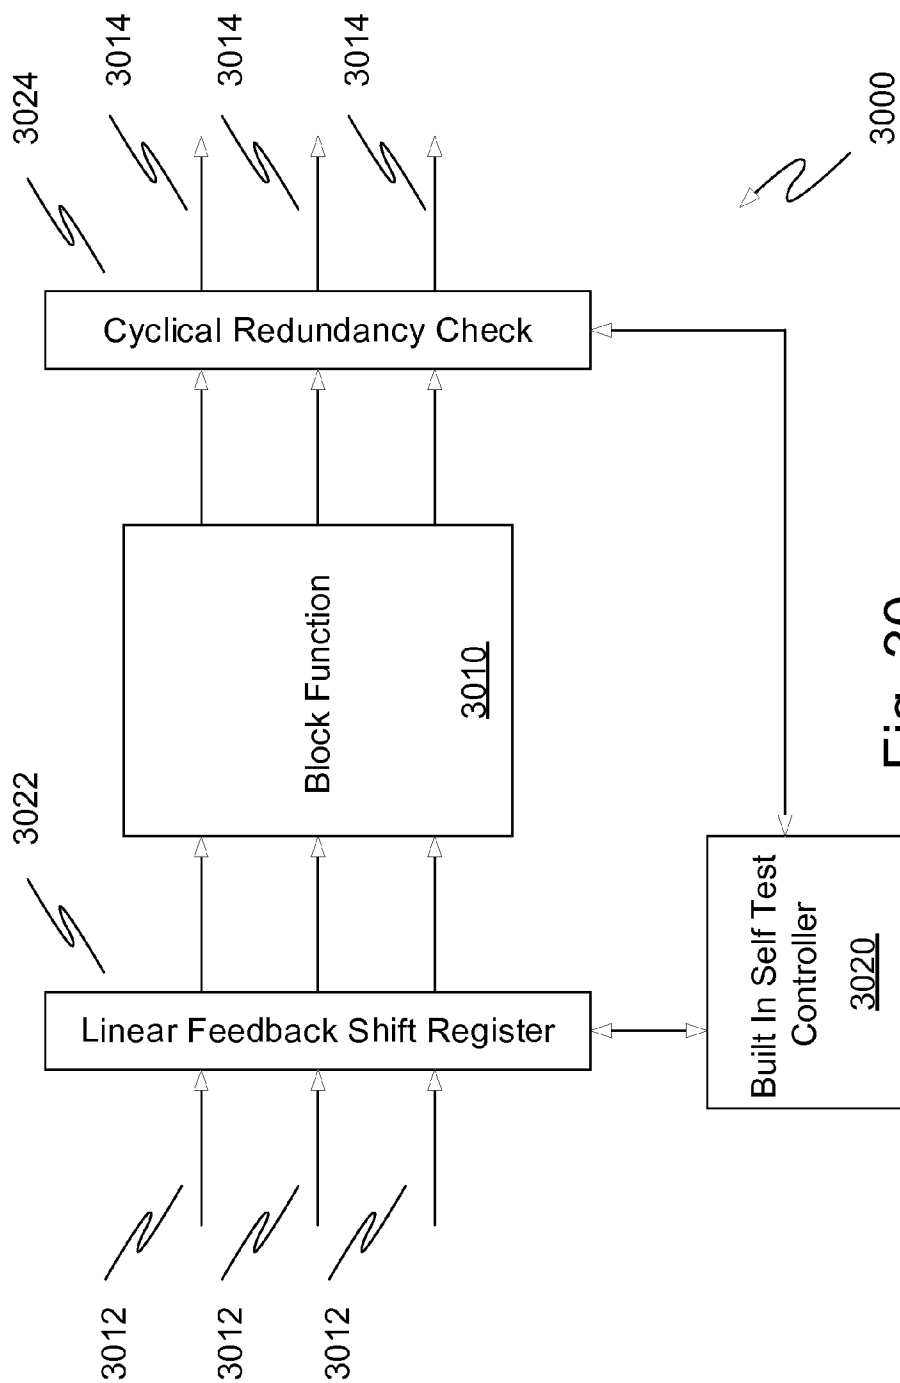 3022
3024
3012
3014
3012
3014
3012
3014
Linear Feedback Shift Register
Block Function
3010
Cyclical Redundancy Check
Built In Self Test
Controller
3020
3000
Fig.